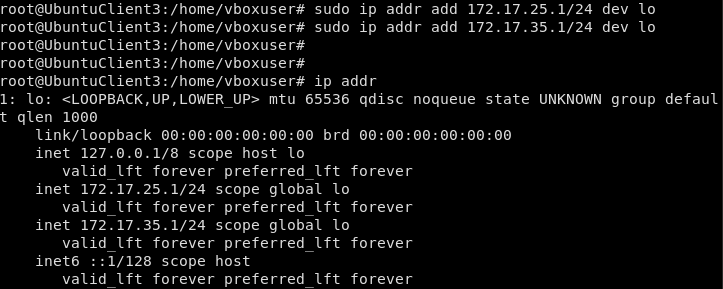 root@UbuntuClient3:/home/vboxuser# sudo ip addr add 172.17.25.1/24 dev lo
root@UbuntuClient3:/home/vboxuser# sudo ip addr add 172.17.35.1/24 dev lo
root@UbuntuClient3:/home/vboxuser#
root@UbuntuClient3:/home/vboxuser#
root@UbuntuClient3:/home/vboxuser# ip addr
1: lo: <LOOPBACK,UP,LOWER_UP> mtu 65536 qdisc noqueue state UNKNOWN group defaul
t qlen 1000
    link/loopback 00:00:00:00:00:00 brd 00:00:00:00:00:00
    inet 127.0.0.1/8 scope host lo
       valid_lft forever preferred_lft forever
    inet 172.17.25.1/24 scope global lo
       valid_lft forever preferred_lft forever
    inet 172.17.35.1/24 scope global lo
       valid_lft forever preferred_lft forever
    inet6 ::1/128 scope host
       valid_lft forever preferred_lft forever